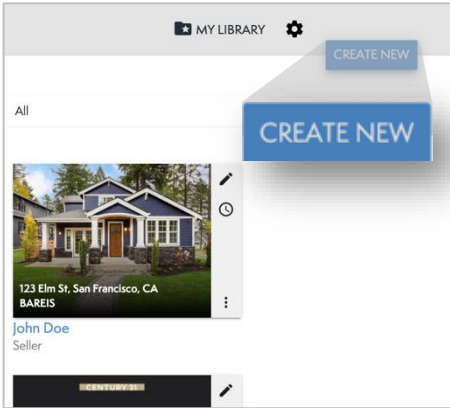 MY LIBRARY
CREATE NEW
All
CREATE NEW
123 Elm St, San Francisco, CA
BAREIS
John Doe
Seller
CENTURY 21